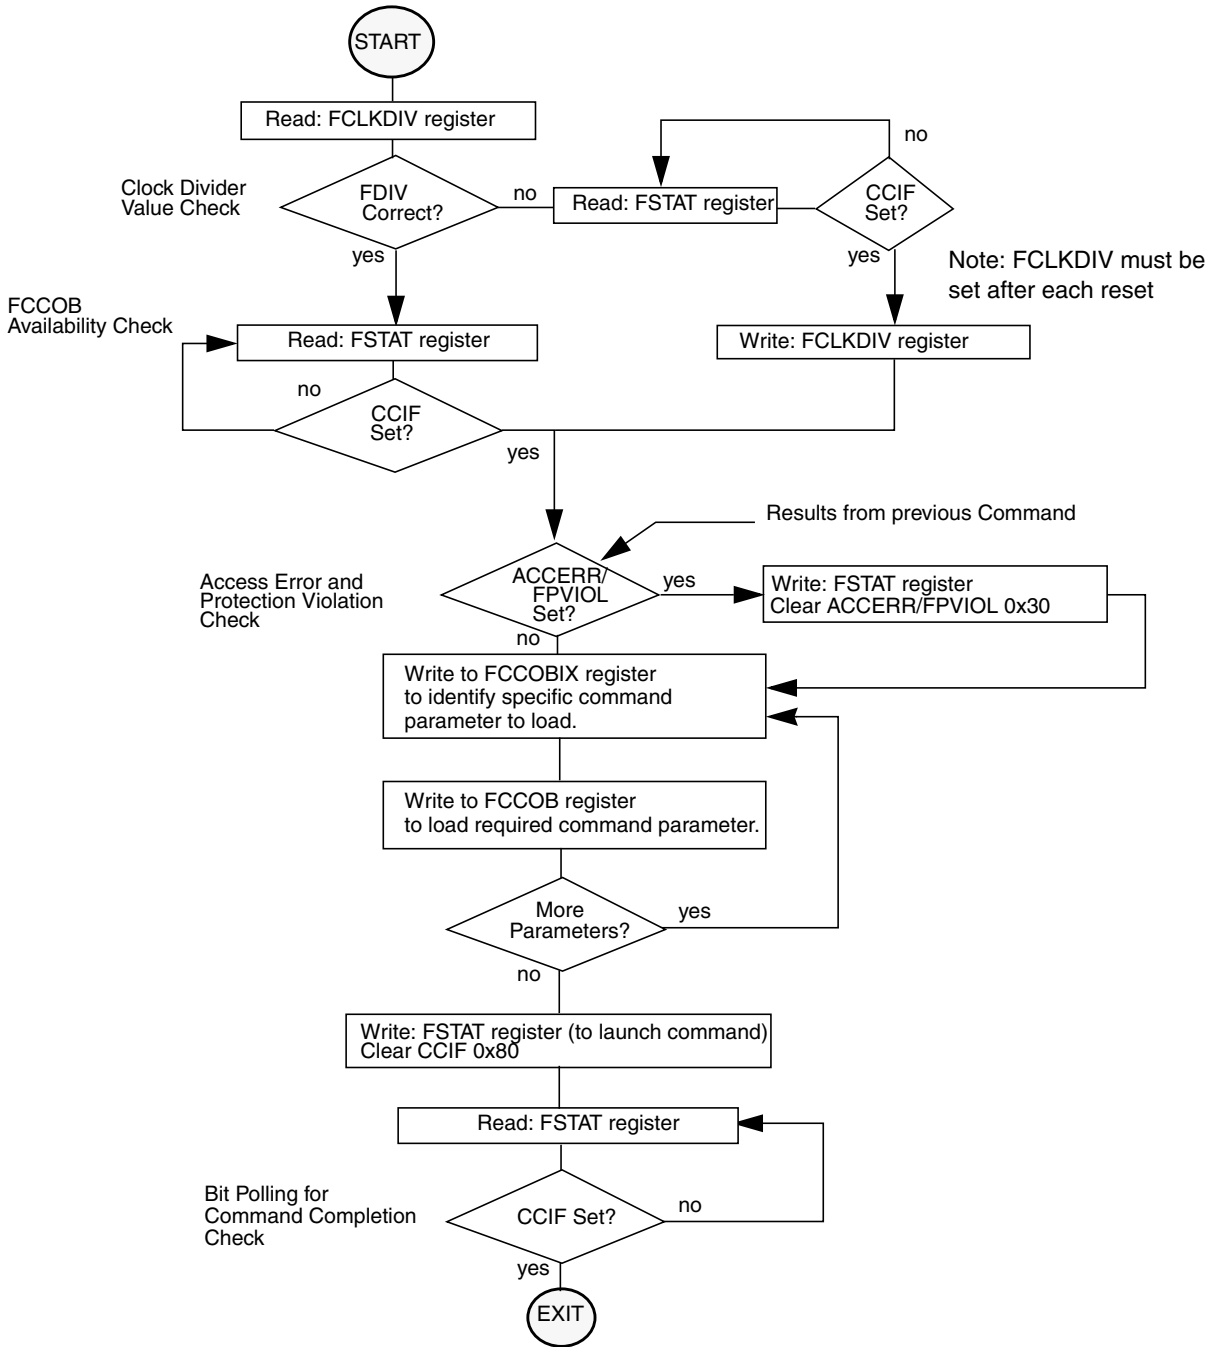 START
Read: FCLKDIV register
Clock Divider
Value Check
FDIV
Correct?
no
Read: FSTAT register
CCIF
Set?
no
yes
yes
Note: FCLKDIV must be
set after each reset
FCCOB
Availability Check
Read: FSTAT register
Write: FCLKDIV register
no
CCIF
Set?
yes
Results from previous Command
Access Error and
Protection Violation
Check
ACCERR/
FPVIOL
Set?
yes
Write: FSTAT register
Clear ACCERR/FPVIOL 0x30
no
Write to FCCOBIX register
to identify specific command
parameter to load.
Write to FCCOB register
to load required command parameter.
More
Parameters?
yes
no
Write: FSTAT register (to launch command)
Clear CCIF 0x80
Read: FSTAT register
Bit Polling for
Command Completion
Check
CCIF Set?
no
yes
EXIT